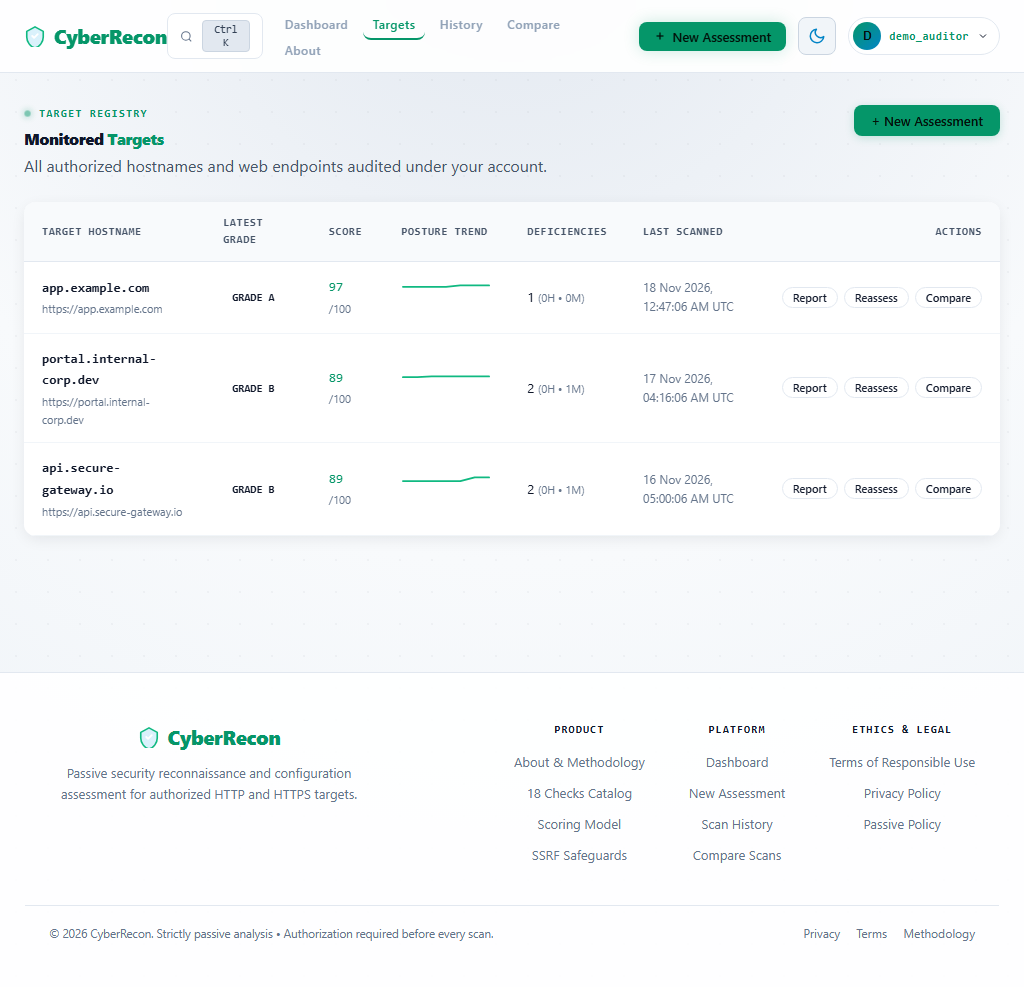 CyberRecon
Ctrl
K
Dashboard Targets History Compare
About
+ New Assessment
D demo_auditor
TARGET REGISTRY
Monitored Targets
All authorized hostnames and web endpoints audited under your account.
+ New Assessment
TARGET HOSTNAME LATEST GRADE SCORE POSTURE TREND DEFICIENCIES LAST SCANNED ACTIONS
app.example.com
https://app.example.com
GRADE A
97
/100
1 (0H • 0M)
18 Nov 2026,
12:47:06 AM UTC
Report Reassess Compare
portal.internal-
corp.dev
https://portal.internal-
corp.dev
GRADE B
89
/100
2 (0H • 1M)
17 Nov 2026,
04:16:06 AM UTC
Report Reassess Compare
api.secure-
gateway.io
https://api.secure-gateway.io
GRADE B
89
/100
2 (0H • 1M)
16 Nov 2026,
05:00:06 AM UTC
Report Reassess Compare
CyberRecon
Passive security reconnaissance and configuration
assessment for authorized HTTP and HTTPS targets.
PRODUCT
About & Methodology
18 Checks Catalog
Scoring Model
SSRF Safeguards
PLATFORM
Dashboard
New Assessment
Scan History
Compare Scans
ETHICS & LEGAL
Terms of Responsible Use
Privacy Policy
Passive Policy
© 2026 CyberRecon. Strictly passive analysis • Authorization required before every scan.
Privacy Terms Methodology